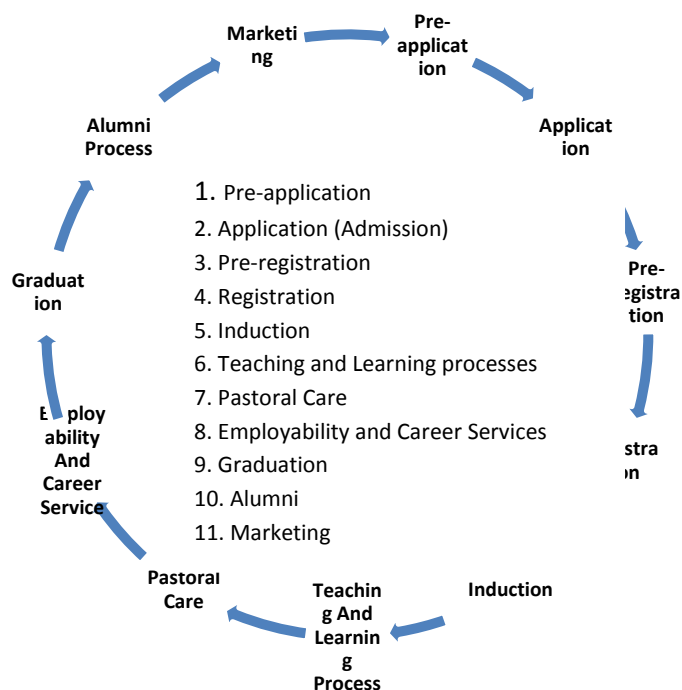 Marketi
ng
Pre-
applicat
ion
Applicat
ion
Pre-
egistra
tion
stra
on
Induction
Teachin
g And
Learnin
g
Process
Pastoral
Care
Employ
ability
And
Career
Service
Graduat
ion
Alumni
Process
1. Pre-application
2. Application (Admission)
3. Pre-registration
4. Registration
5. Induction
6. Teaching and Learning processes
7. Pastoral Care
8. Employability and Career Services
9. Graduation
10. Alumni
11. Marketing